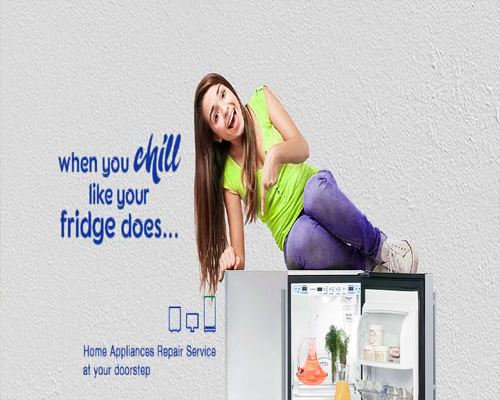 when you chill
like your
fridge does...
Home Appliances Repair Service
at your doorstep